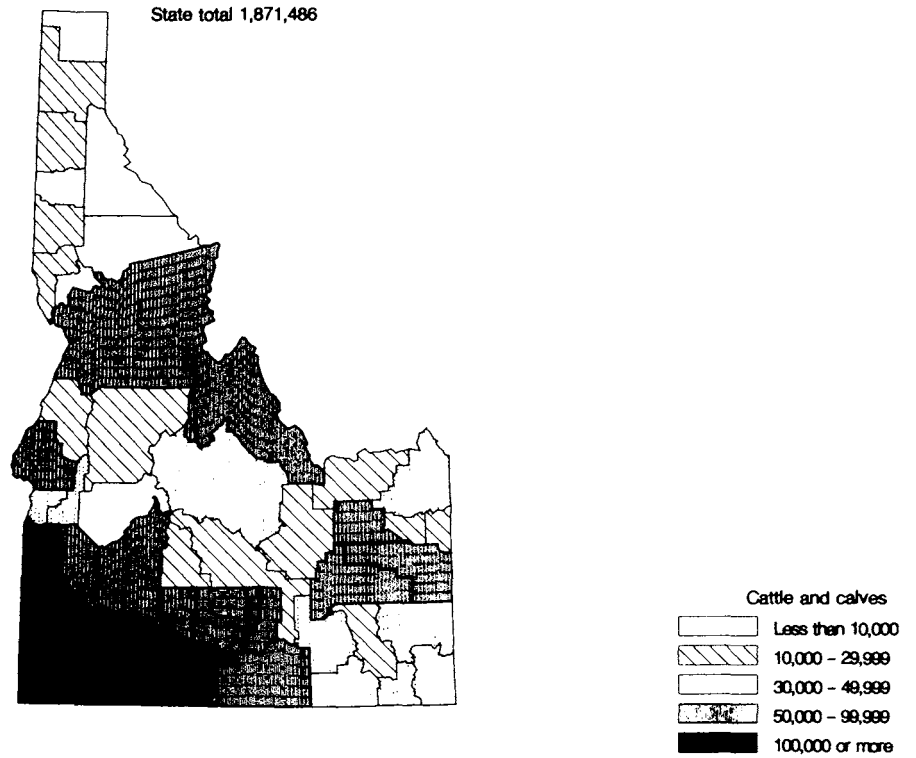 State total 1,871,486
Cattle and calves
Less than 10,000
10,000 - 29,999
30,000 - 49,999
50,000 - 99,999
100,000 or more